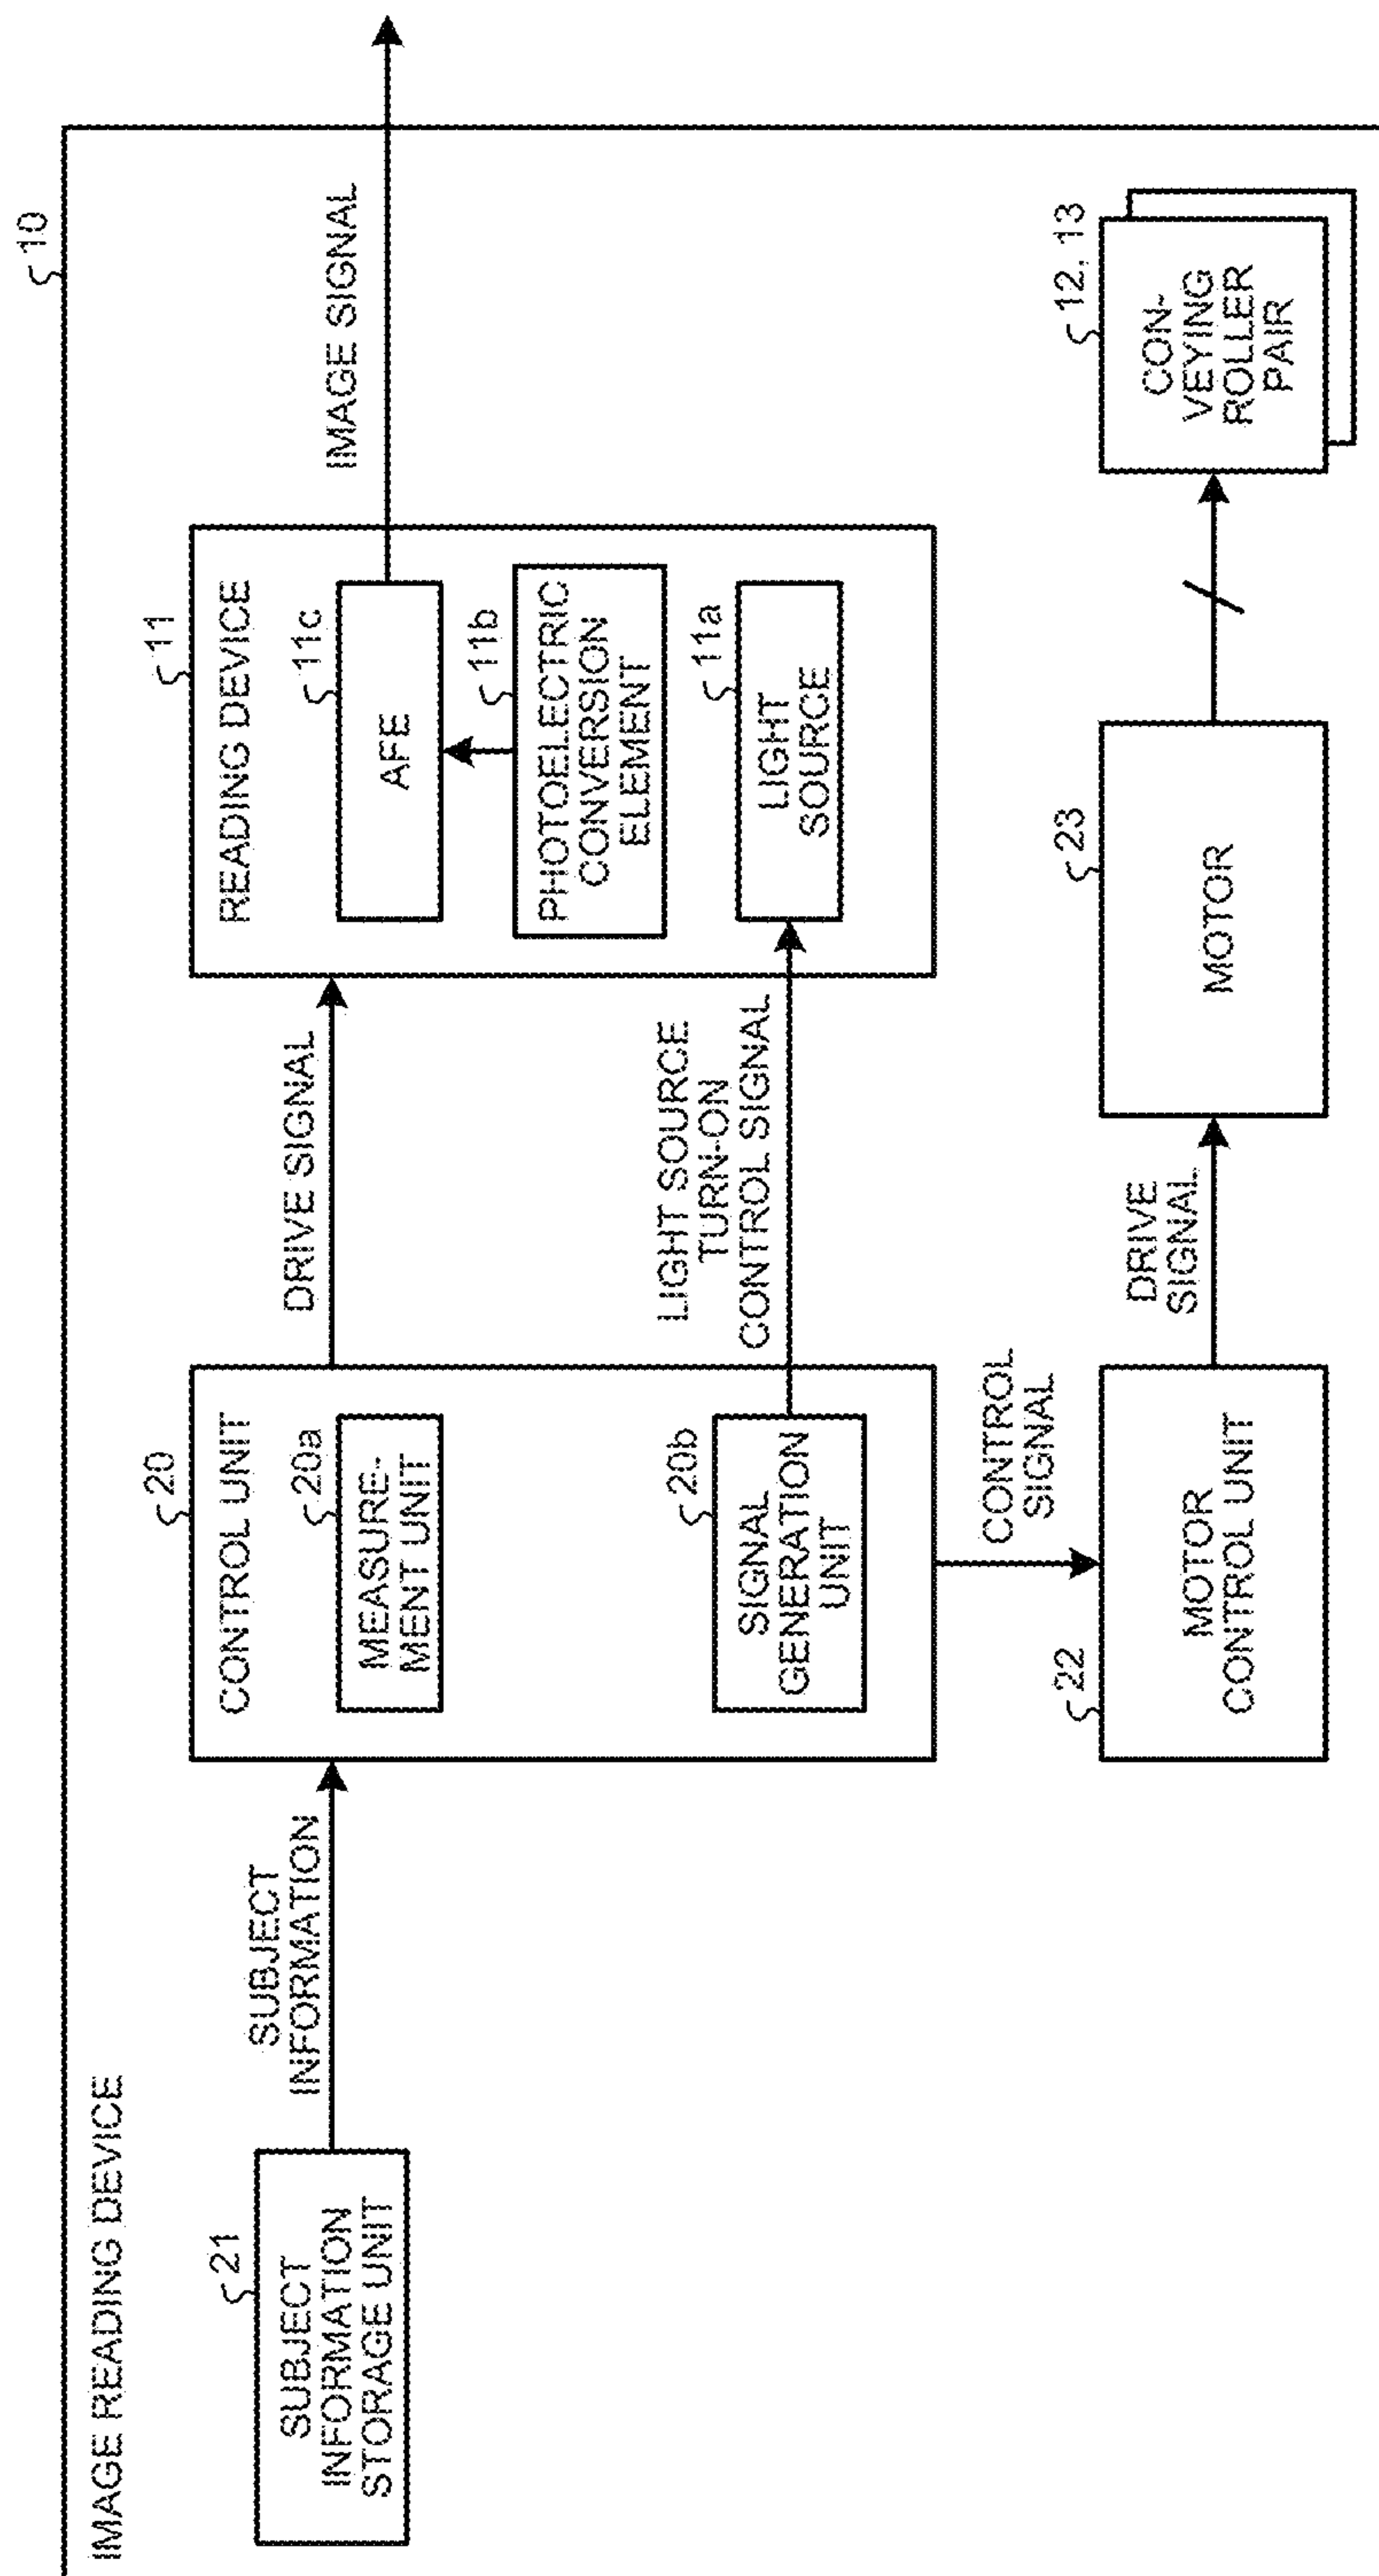 IMAGE READING DEVICE
10
21
SUBJECT
INFORMATION
STORAGE UNIT
SUBJECT
INFORMATION
20
CONTROL UNIT
20a
MEASURE-
MENT UNIT
20b
SIGNAL
GENERATION
UNIT
DRIVE SIGNAL
LIGHT SOURCE
TURN-ON
CONTROL SIGNAL
11
READING DEVICE
11c
AFE
11b
PHOTOELECTRIC
CONVERSION
ELEMENT
11a
LIGHT
SOURCE
IMAGE SIGNAL
CONTROL
SIGNAL
22
MOTOR
CONTROL UNIT
DRIVE
SIGNAL
23
MOTOR
12, 13
CON-
VEYING
ROLLER
PAIR